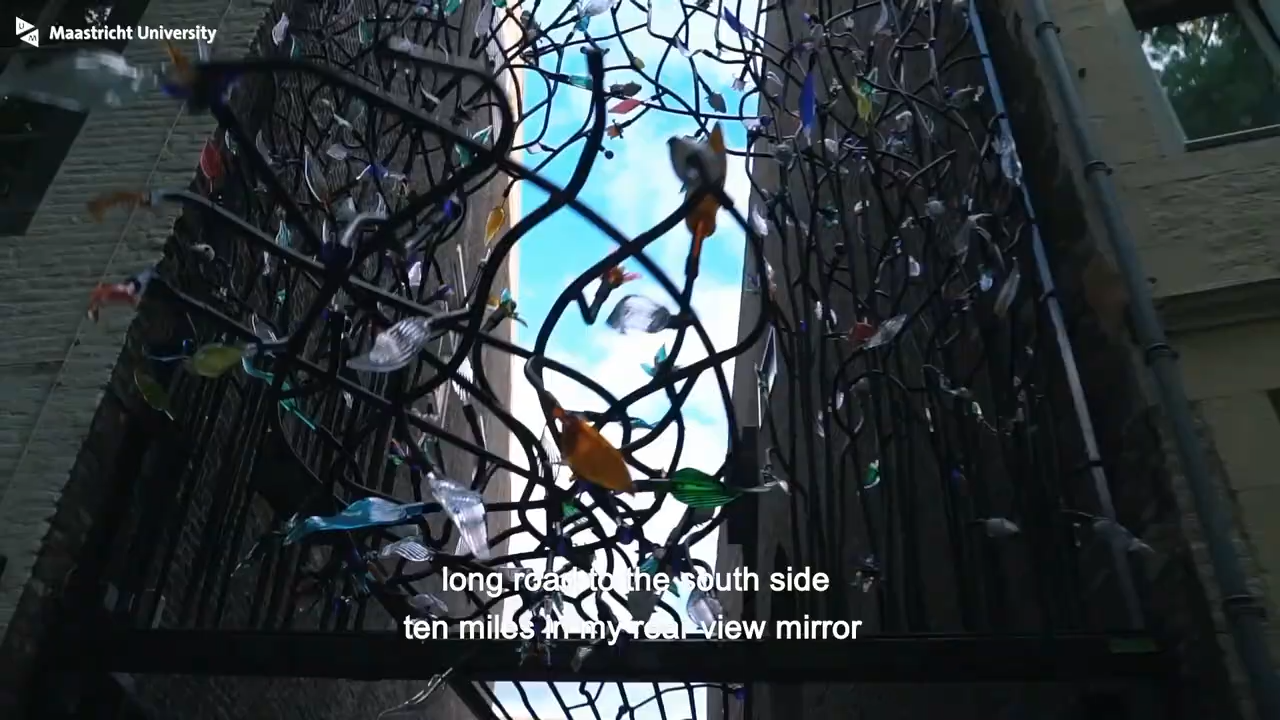 Maastricht University
long road to the south side
ten miles in my rear view mirror